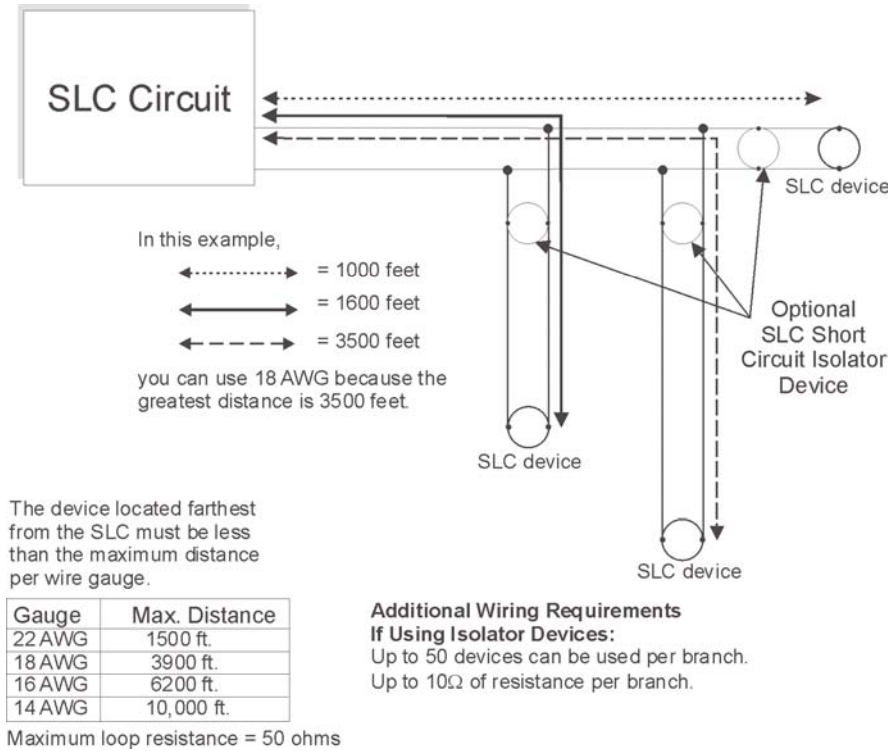 SLC Circuit
SLC device
In this example,
= 1000 feet
= 1600 feet
= 3500 feet
you can use 18 AWG because the
greatest distance is 3500 feet.
Optional
SLC Short
Circuit Isolator
Device
SLC device
SLC device
The device located farthest
from the SLC must be less
than the maximum distance
per wire gauge.
Gauge Max. Distance
22 AWG 1500 ft.
18 AWG 3900 ft.
16 AWG 6200 ft.
14 AWG 10,000 ft.
Maximum loop resistance = 50 ohms
Additional Wiring Requirements
If Using Isolator Devices:
Up to 50 devices can be used per branch.
Up to 10Ω of resistance per branch.